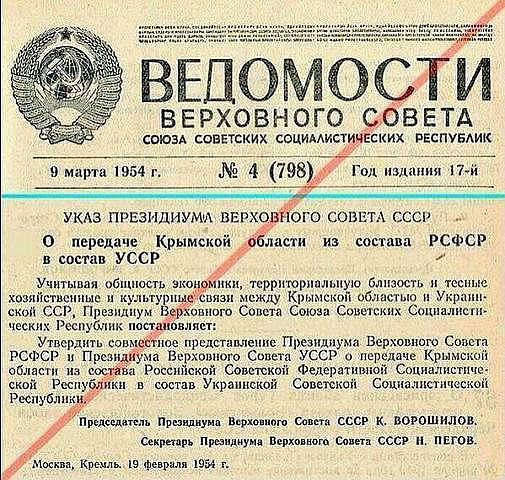 ВЕДОМОСТИ
ВЕРХОВНОГО СОВЕТА
СОЮЗА СОВЕТСКИХ СОЦИАЛИСТИЧЕСКИХ РЕСПУБЛИК
9 марта 1954 г. № 4 (798) Год издания 17-й
УКАЗ ПРЕЗИДИУМА ВЕРХОВНОГО СОВЕТА СССР
О передаче Крымской области из состава РСФСР
в состав УССР
Учитывая общность экономики, территориальную близость и тесные
хозяйственные и культурные связи между Крымской областью и Украин-
ской ССР, Президиум Верховного Совета Союза Советских Социалисти-
ческих Республик постановляет:
Утвердить совместное представление Президиума Верховного Совета
РСФСР и Президиума Верховного Совета УССР о передаче Крымской
области из состава Российской Советской Федеративной Социалистиче-
ской Республики в состав Украинской Советской Социалистической
Республики.
Председатель Президиума Верховного Совета СССР К. ВОРОШИЛОВ.
Секретарь Президиума Верховного Совета СССР Н. ПЕГОВ.
Москва, Кремль. 19 февраля 1954 г.